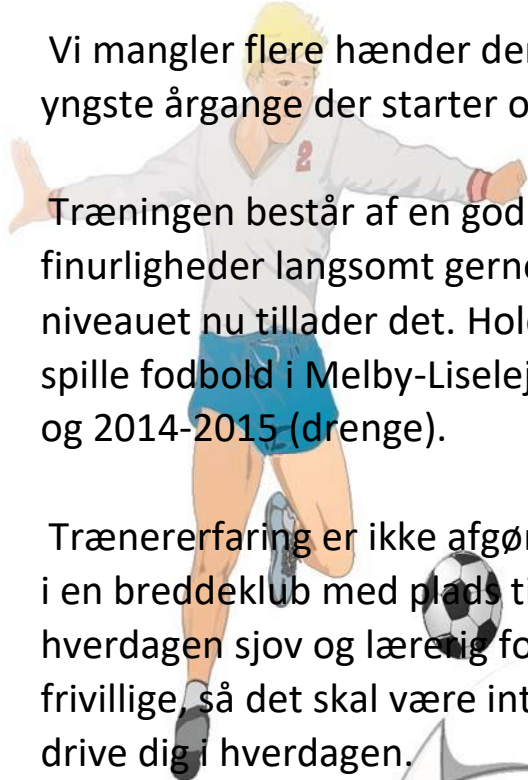 Vi mangler flere hænder der
yngste årgange der starter o
2
Træningen består af en god
finurligheder langsomt gerne
niveauet nu tillader det. Hol
spille fodbold i Melby-Lisele
og 2014-2015 (drenge).
Trænererfaring er ikke afgør
i en breddeklub med plads ti
hverdagen sjov og lærerig fo
frivillige, så det skal være int
drive dig i hverdagen.